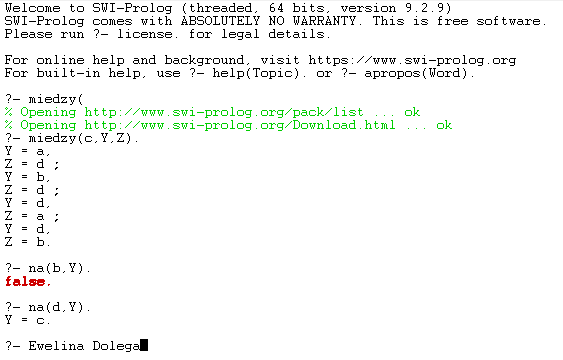 Welcome to SWI-Prolog (threaded, 64 bits, version 9.2.9)
SWI-Prolog comes with ABSOLUTELY NO WARRANTY. This is free software.
Please run ?- license. for legal details.
For online help and background, visit https://www.swi-prolog.org
For built-in help, use ?- help(Topic). or ?- apropos(Word).
?- miedzy(
% Opening http://www.swi-prolog.org/pack/list ... ok
% Opening http://www.swi-prolog.org/Download.html ... ok
?- miedzy(c,Y,Z).
Y = a,
Z = d ;
Y = b,
Z = d ;
Y = d,
Z = a ;
Y = d,
Z = b.
?- na(b,Y).
false.
?- na(d,Y).
Y = c.
?- Ewelina Dolega